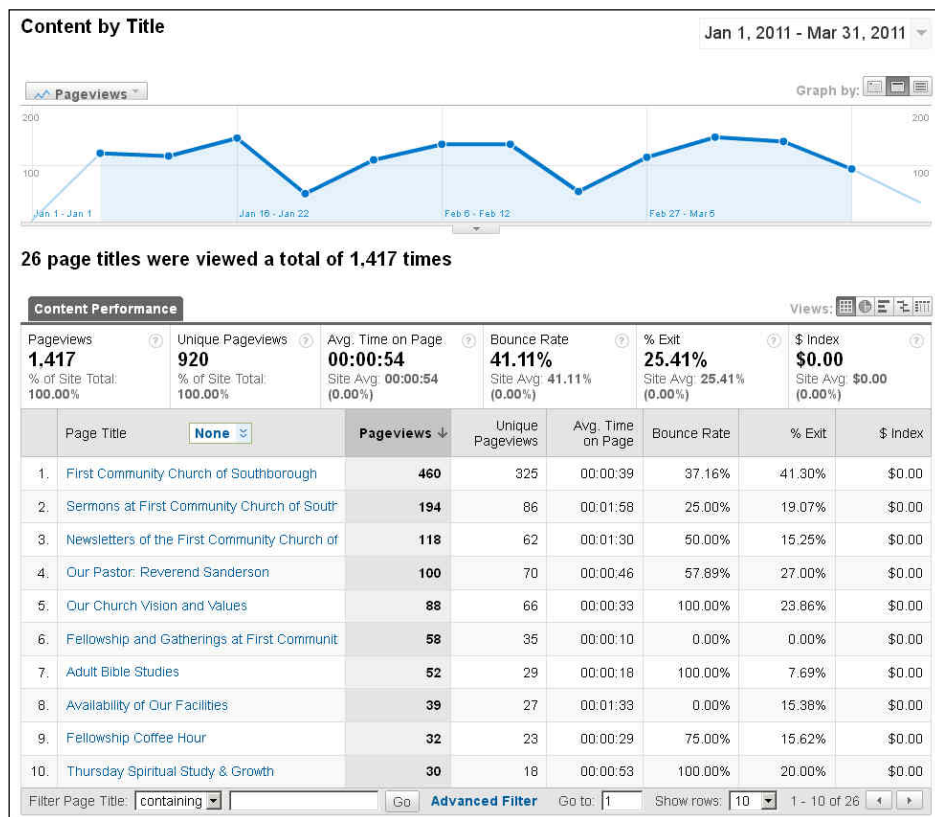 Content by Title
Jan 1, 2011 - Mar 31, 2011
Pageviews
Graph by:
200 200
100 100
Jan 1 - Jan 1 Jan 16 - Jan 22 Feb 6 - Feb 12 Feb 27 - Mar 5
26 page titles were viewed a total of 1,417 times
Content Performance Views:
Pageviews ? Unique Pageviews ? Avg. Time on Page ? Bounce Rate ? % Exit ? $ Index ?
1,417 920 00:00:54 41.11% 25.41% $0.00
% of Site Total: % of Site Total: Site Avg: 00:00:54 Site Avg: 41.11% Site Avg: 25.41% Site Avg: $0.00
100.00% 100.00% (0.00%) (0.00%) (0.00%) (0.00%)
Page Title None Pageviews Unique Pageviews Avg. Time on Page Bounce Rate % Exit $ Index
1. First Community Church of Southborough 460 325 00:00:39 37.16% 41.30% $0.00
2. Sermons at First Community Church of South 194 86 00:01:58 25.00% 19.07% $0.00
3. Newsletters of the First Community Church of 118 62 00:01:30 50.00% 15.25% $0.00
4. Our Pastor: Reverend Sanderson 100 70 00:00:46 57.89% 27.00% $0.00
5. Our Church Vision and Values 88 66 00:00:33 100.00% 23.86% $0.00
6. Fellowship and Gatherings at First Communit 58 35 00:00:10 0.00% 0.00% $0.00
7. Adult Bible Studies 52 29 00:00:18 100.00% 7.69% $0.00
8. Availability of Our Facilities 39 27 00:01:33 0.00% 15.38% $0.00
9. Fellowship Coffee Hour 32 23 00:00:29 75.00% 15.62% $0.00
10. Thursday Spiritual Study & Growth 30 18 00:00:53 100.00% 20.00% $0.00
Filter Page Title: containing Go Advanced Filter Go to: 1 Show rows: 10 1 - 10 of 26